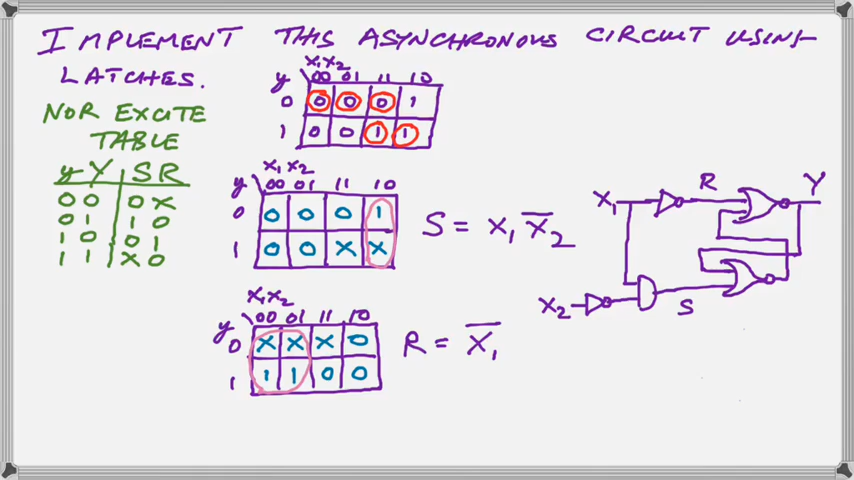 IMPLEMENT THIS ASYNCHRONOUS CIRCUIT USING
LATCHES.
NOR EXCITE
TABLE
y Y S R
0 0 0 X
0 1 1 0
1 0 0 1
1 1 X 0
X₁X₂
y 00 01 11 10
0 0 0 0 1
1 0 0 1 1
X₁ X₂
y 00 01 11 10
0 0 0 0 1
1 0 0 X X
S = X₁ X̅₂
X₁X₂
y 00 01 11 10
0 X X X 0
1 1 1 0 0
R = X̅₁
X₁ R Y
X₂ S